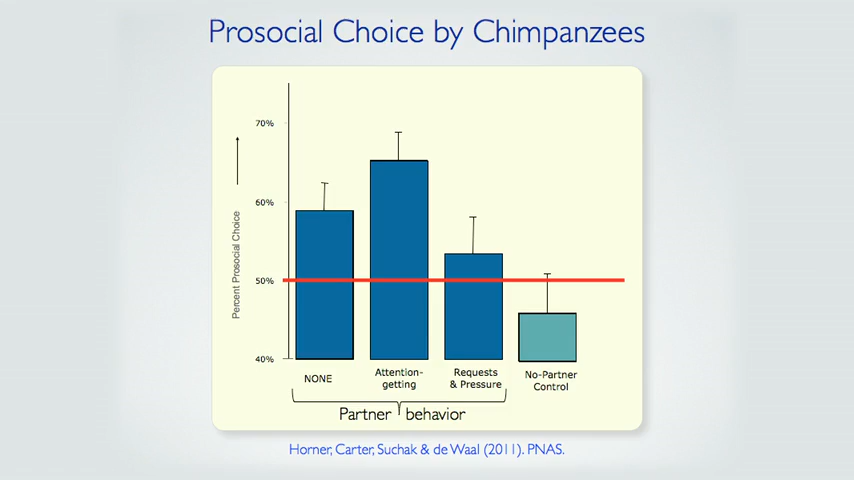 Prosocial Choice by Chimpanzees
Percent Prosocial Choice
70%
60%
50%
40%
NONE
Attention-
getting
Requests
& Pressure
No-Partner
Control
Partner behavior
Horner, Carter, Suchak & de Waal (2011). PNAS.